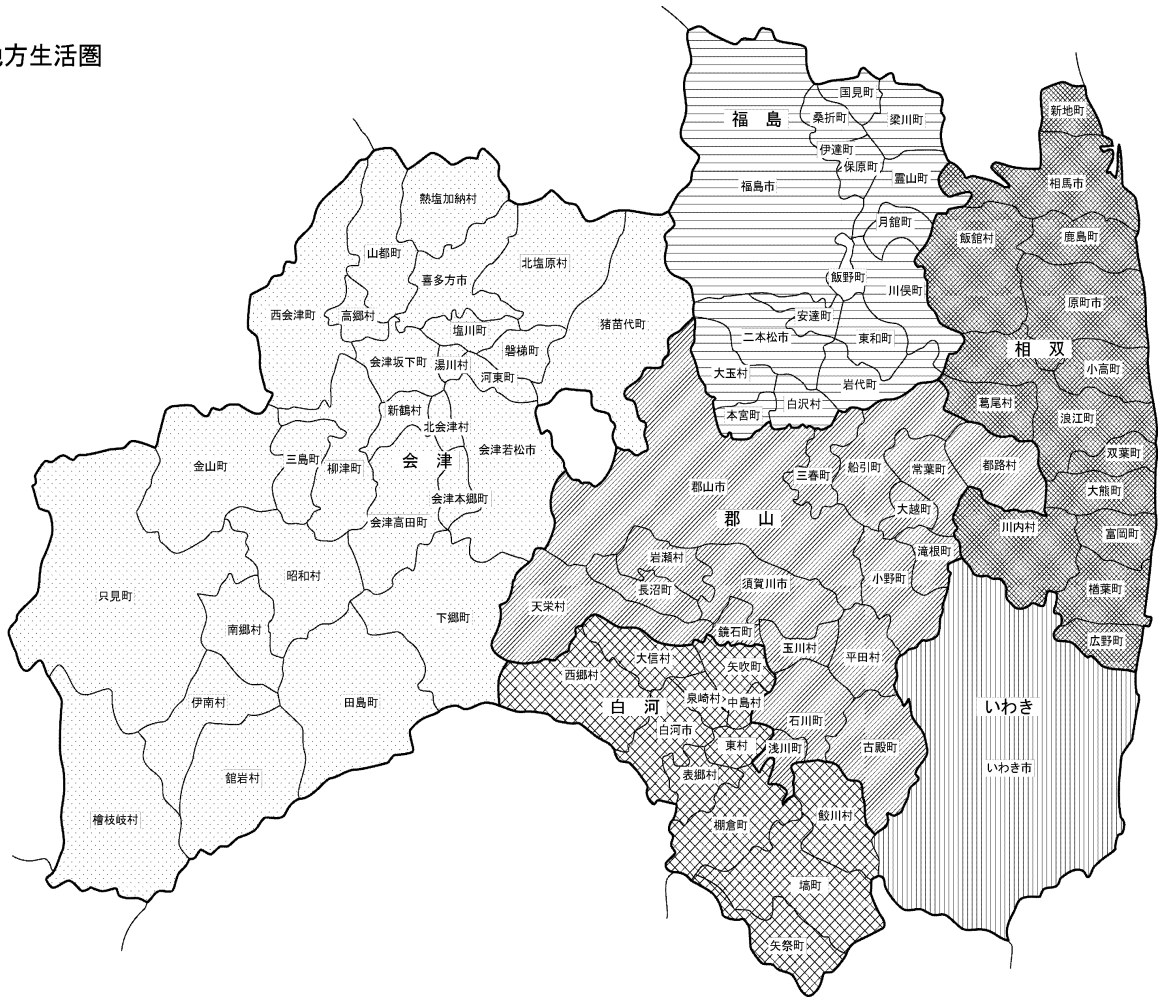 方生活圏
福島
国見町
桑折町
梁川町
伊達町
保原町
霊山町
福島市
月舘町
飯野町
川俣町
安達町
二本松市
東和町
大玉村
岩代町
白沢村
本宮町
新地町
相馬市
飯舘村
鹿島町
原町市
相双
小高町
葛尾村
浪江町
双葉町
大熊町
川内村
富岡町
楢葉町
広野町
熱塩加納村
山都町
喜多方市
北塩原村
西会津町
高郷村
塩川町
猪苗代町
磐梯町
会津坂下町
湯川村
河東町
新鶴村
北会津村
会津若松市
会津
三島町
柳津町
金山町
会津本郷町
会津高田町
昭和村
只見町
下郷町
南郷村
伊南村
田島町
舘岩村
檜枝岐村
三春町
船引町
常葉町
都路村
郡山市
郡山
大越町
滝根町
岩瀬村
長沼町
須賀川市
小野町
天栄村
鏡石町
玉川村
平田村
石川町
浅川町
古殿町
大信村
矢吹町
西郷村
泉崎村
中島村
白河
白河市
東村
表郷村
棚倉町
鮫川村
塙町
矢祭町
いわき
いわき市